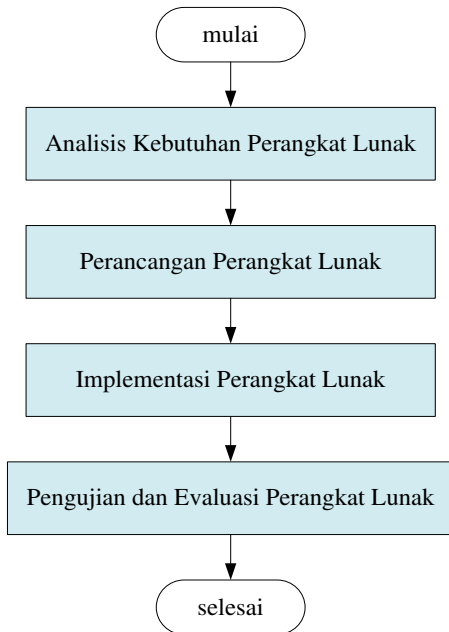 mulai
Analisis Kebutuhan Perangkat Lunak
Perancangan Perangkat Lunak
Implementasi Perangkat Lunak
Pengujian dan Evaluasi Perangkat Lunak
selesai